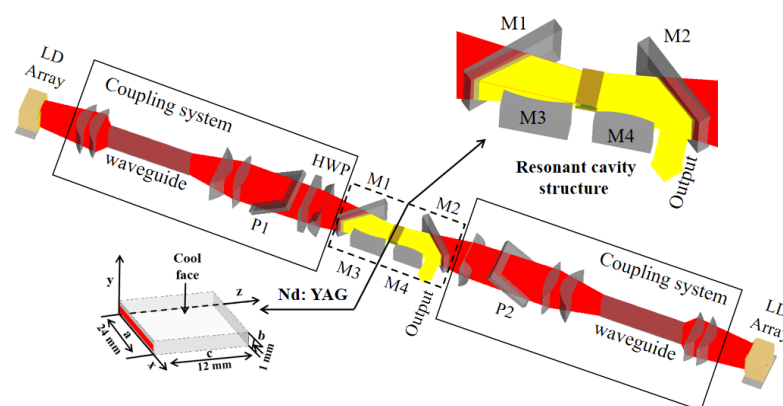 LD
Array
Coupling system
waveguide
HWP
P1
M1
M2
M3
M4
Output
M1
M2
M3
M4
Output
Resonant cavity
structure
Cool
face
y
z
x
a
24 mm
c
12 mm
b
1 mm
Nd: YAG
Coupling system
P2
waveguide
LD
Array